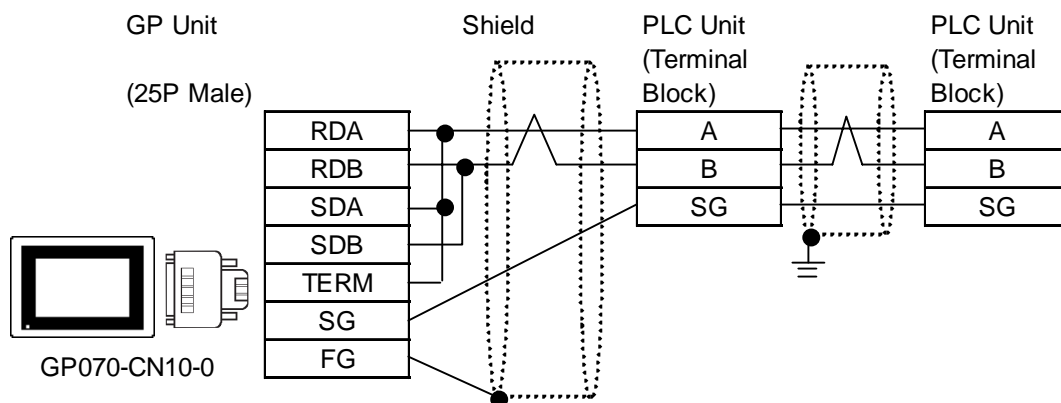 GP Unit
Shield
PLC Unit
(Terminal
Block)
PLC Unit
(Terminal
Block)
(25P Male)
RDA
RDB
SDA
SDB
TERM
SG
FG
A
B
SG
A
B
SG
GP070-CN10-0